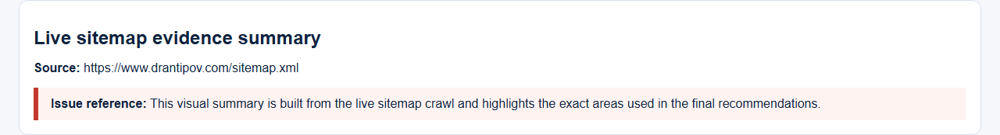 Live sitemap evidence summary
Source: https://www.drantipov.com/sitemap.xml
Issue reference: This visual summary is built from the live sitemap crawl and highlights the exact areas used in the final recommendations.